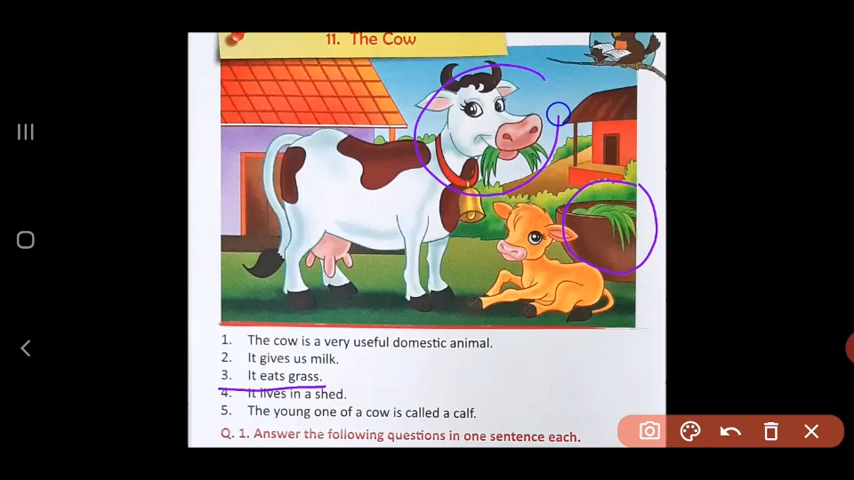 11. The Cow
1. The cow is a very useful domestic animal.
2. It gives us milk.
3. It eats grass.
4. It lives in a shed.
5. The young one of a cow is called a calf.
Q. 1. Answer the following questions in one sentence each.